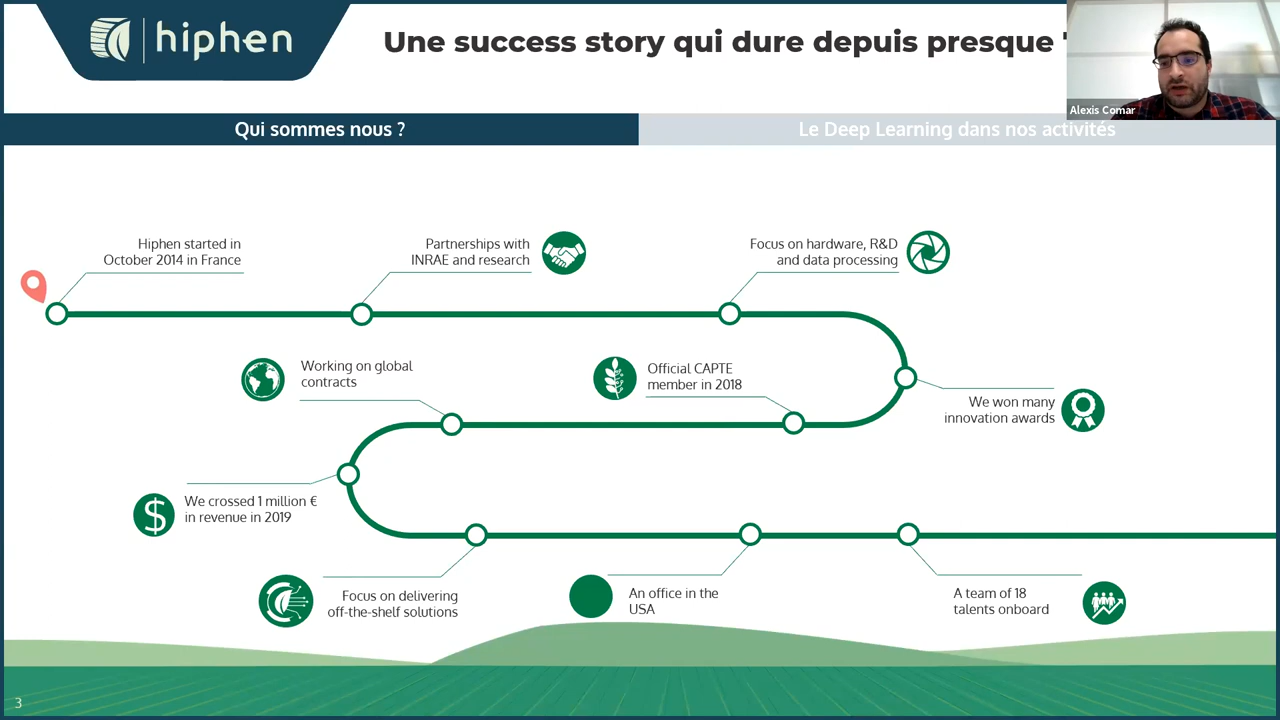 hiphen
Une success story qui dure depuis presque
Alexis Comar
Qui sommes nous ?
Le Deep Learning dans nos activités
Hiphen started in
October 2014 in France
Partnerships with
INRAE and research
Focus on hardware, R&D
and data processing
Working on global
contracts
Official CAPTE
member in 2018
We won many
innovation awards
$
We crossed 1 million €
in revenue in 2019
Focus on delivering
off-the-shelf solutions
An office in the
USA
A team of 18
talents onboard
3